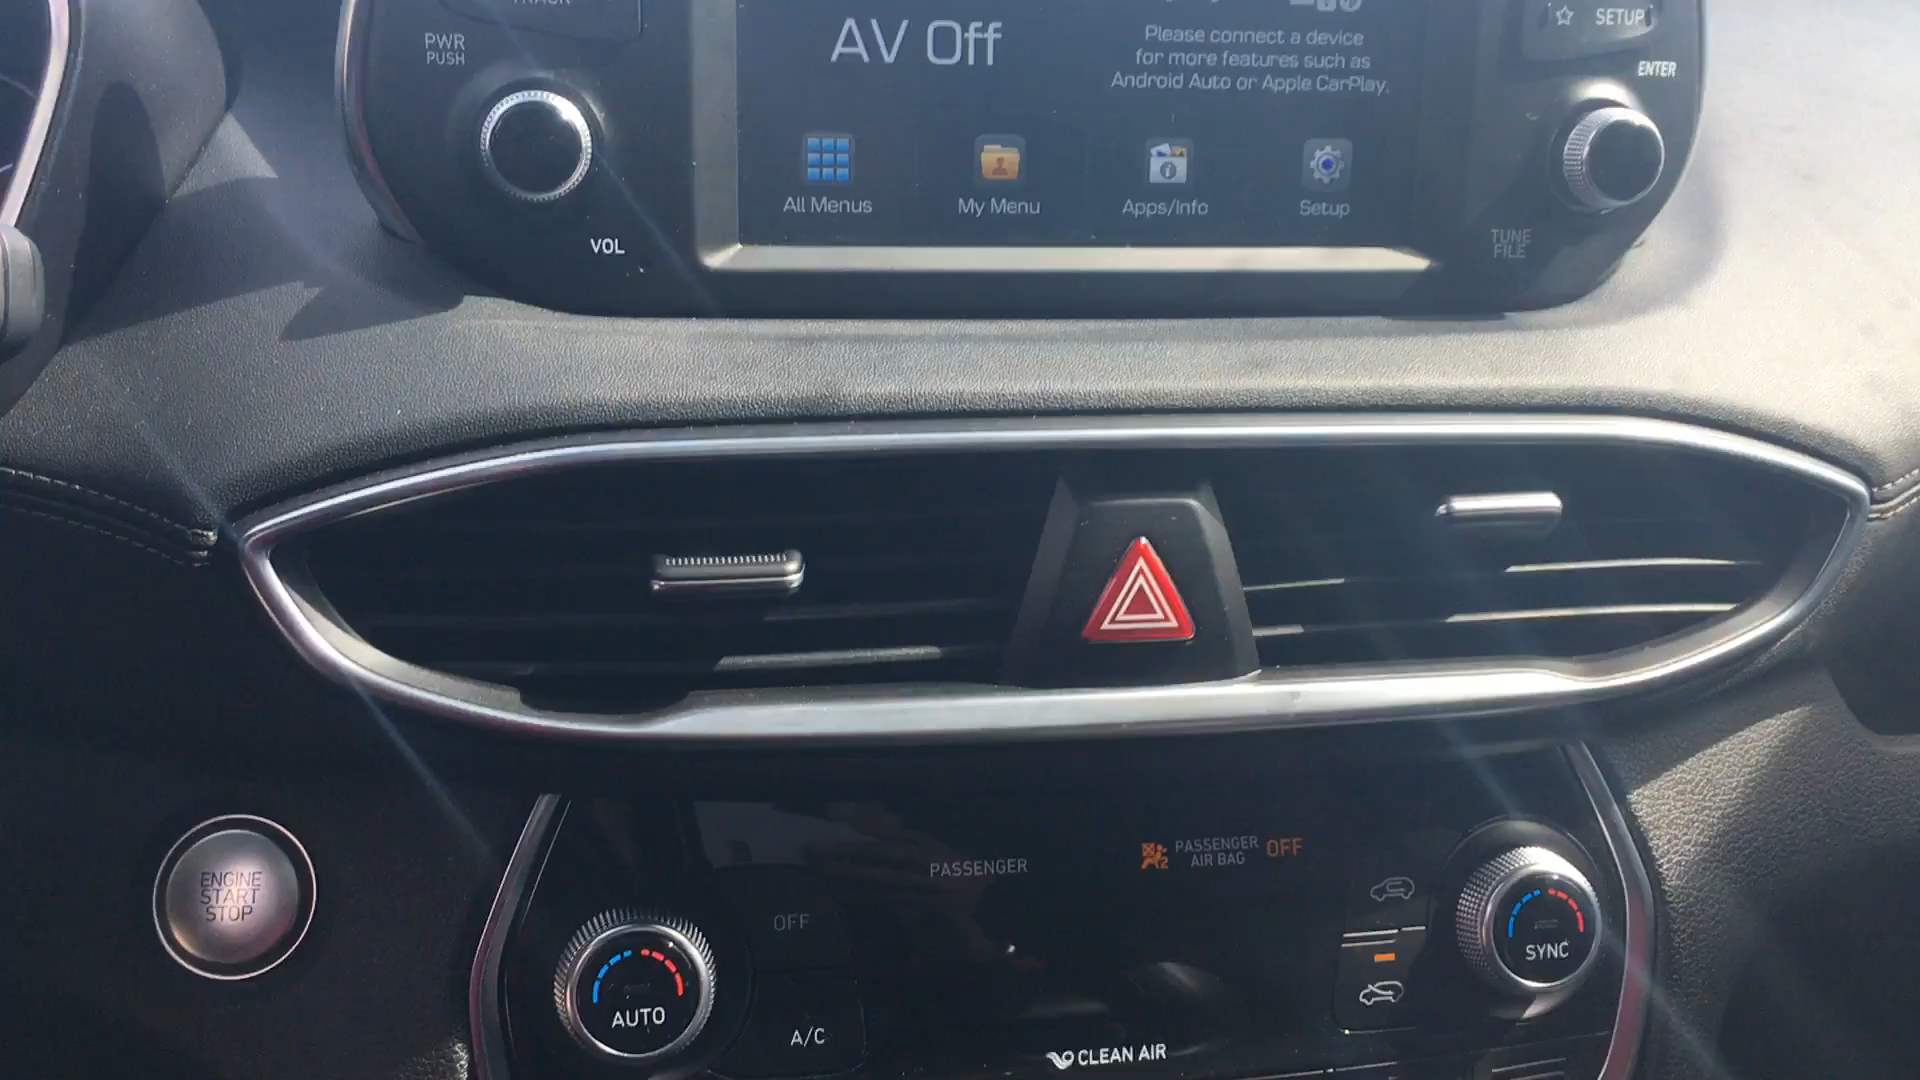 TRACK
PWR
PUSH
VOL
AV Off
Please connect a device
for more features such as
Android Auto or Apple CarPlay.
All Menus
My Menu
Apps/Info
Setup
SETUP
ENTER
TUNE
FILE
ENGINE
START
STOP
PASSENGER
PASSENGER
AIR BAG
OFF
OFF
AUTO
A/C
SYNC
CLEAN AIR